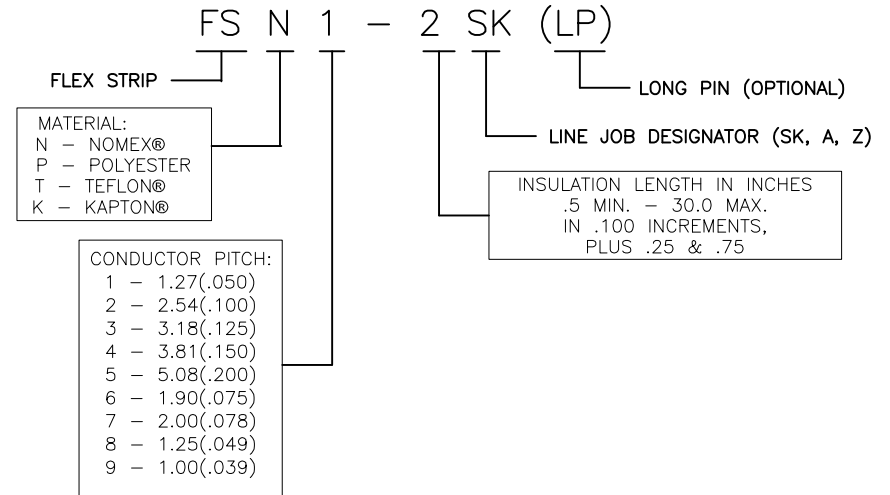 FS N 1 - 2 SK (LP)
FLEX STRIP
LONG PIN (OPTIONAL)
LINE JOB DESIGNATOR (SK, A, Z)
MATERIAL:
N - NOMEX®
P - POLYESTER
T - TEFLON®
K - KAPTON®
INSULATION LENGTH IN INCHES
.5 MIN. - 30.0 MAX.
IN .100 INCREMENTS,
PLUS .25 & .75
CONDUCTOR PITCH:
1 - 1.27(.050)
2 - 2.54(.100)
3 - 3.18(.125)
4 - 3.81(.150)
5 - 5.08(.200)
6 - 1.90(.075)
7 - 2.00(.078)
8 - 1.25(.049)
9 - 1.00(.039)